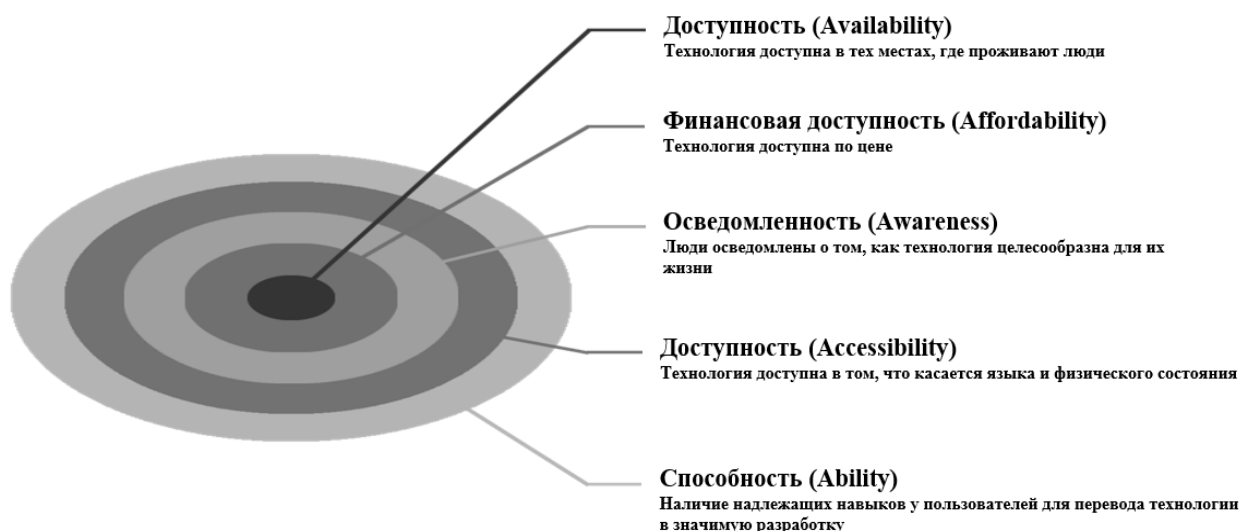 Доступность (Availability)
Технология доступна в тех местах, где проживают люди
Финансовая доступность (Affordability)
Технология доступна по цене
Осведомленность (Awareness)
Люди осведомлены о том, как технология целесообразна для их
жизни
Доступность (Accessibility)
Технология доступна в том, что касается языка и физического состояния
Способность (Ability)
Наличие надлежащих навыков у пользователей для перевода технологии
в значимую разработку